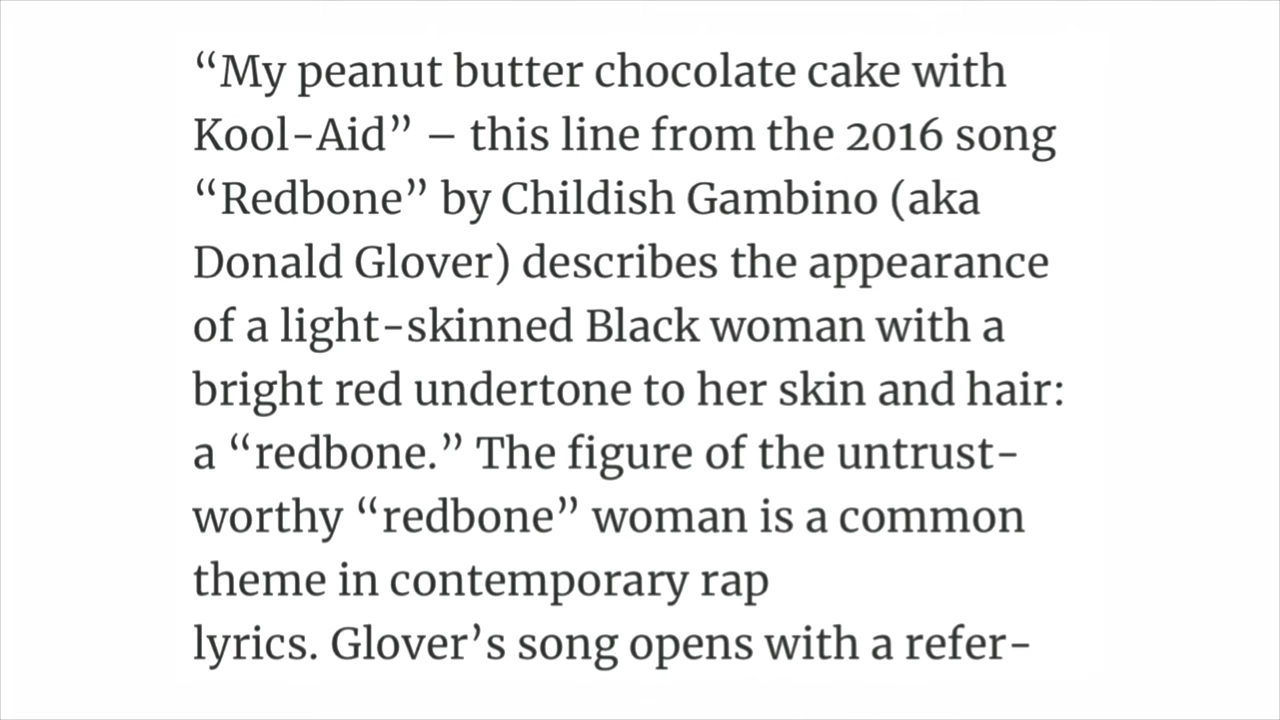 “My peanut butter chocolate cake with
Kool-Aid” – this line from the 2016 song
“Redbone” by Childish Gambino (aka
Donald Glover) describes the appearance
of a light-skinned Black woman with a
bright red undertone to her skin and hair:
a “redbone.” The figure of the untrust-
worthy “redbone” woman is a common
theme in contemporary rap
lyrics. Glover’s song opens with a refer-